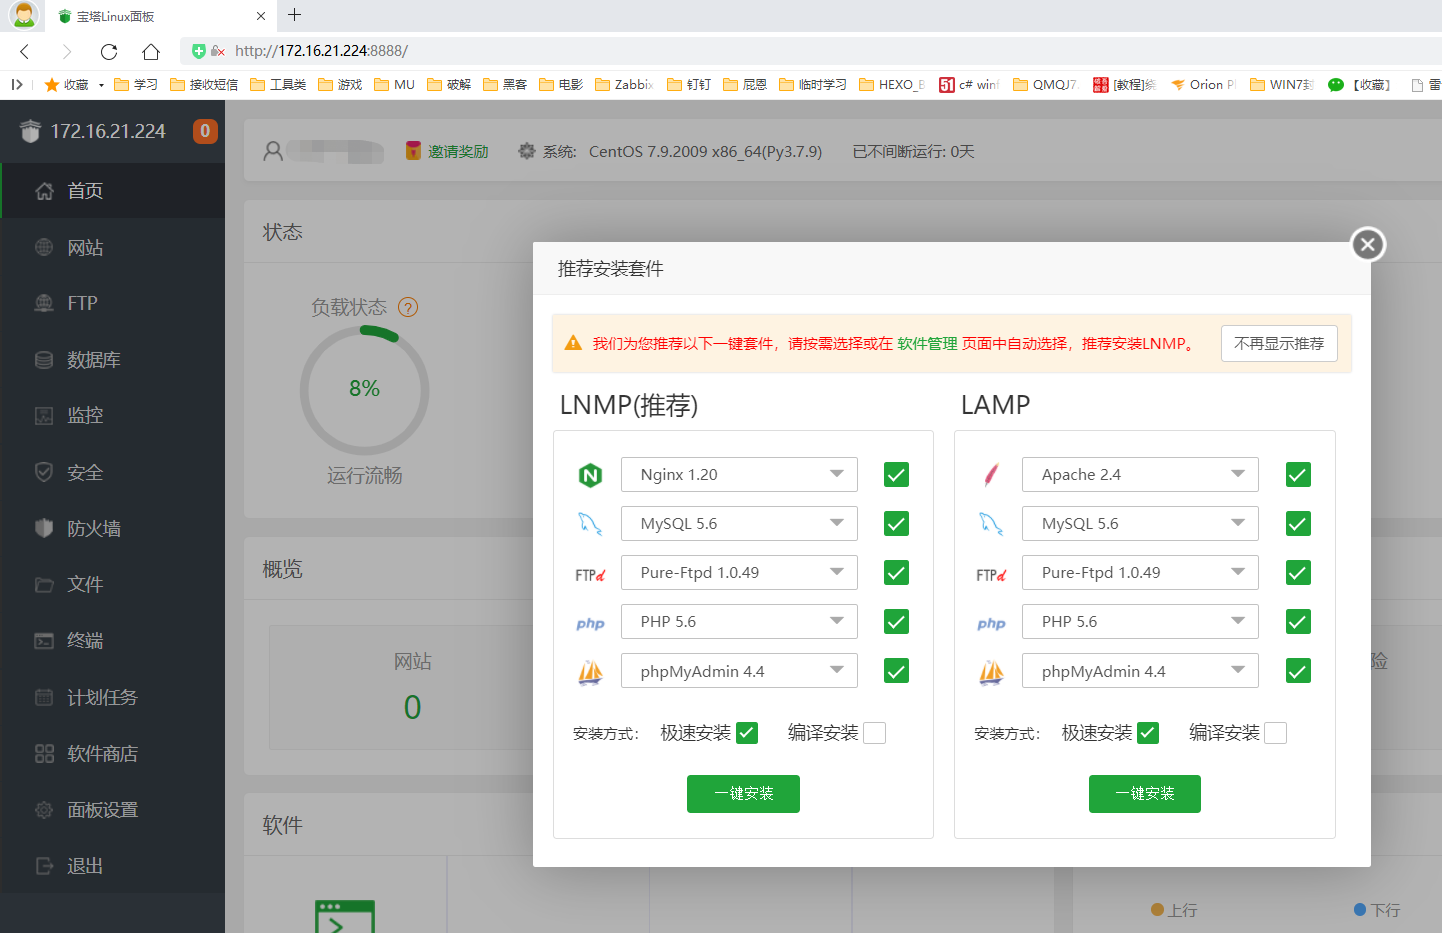 宝塔Linux面板
http://172.16.21.224:8888/
收藏 学习 接收短信 工具类 游戏 MU 破解 黑客 电影 Zabbix 钉钉 屁恩 临时学习 HEXO_B c# winf QMQJ7. [教程] Orion P WIN7封 【收藏】 雷
172.16.21.224 0
邀请奖励 系统: CentOS 7.9.2009 x86_64(Py3.7.9) 已不间断运行: 0天
首页
网站
FTP
数据库
监控
安全
防火墙
文件
终端
计划任务
软件商店
面板设置
退出
状态
负载状态 ?
8%
运行流畅
概览
网站
0
险
软件
上行 下行
推荐安装套件
我们为您推荐以下一键套件，请按需选择或在 软件管理 页面中自动选择，推荐安装LNMP。 不再显示推荐
LNMP(推荐)
Nginx 1.20
MySQL 5.6
FTPd Pure-Ftpd 1.0.49
php PHP 5.6
phpMyAdmin 4.4
安装方式： 极速安装 编译安装
一键安装
LAMP
Apache 2.4
MySQL 5.6
FTPd Pure-Ftpd 1.0.49
php PHP 5.6
phpMyAdmin 4.4
安装方式： 极速安装 编译安装
一键安装